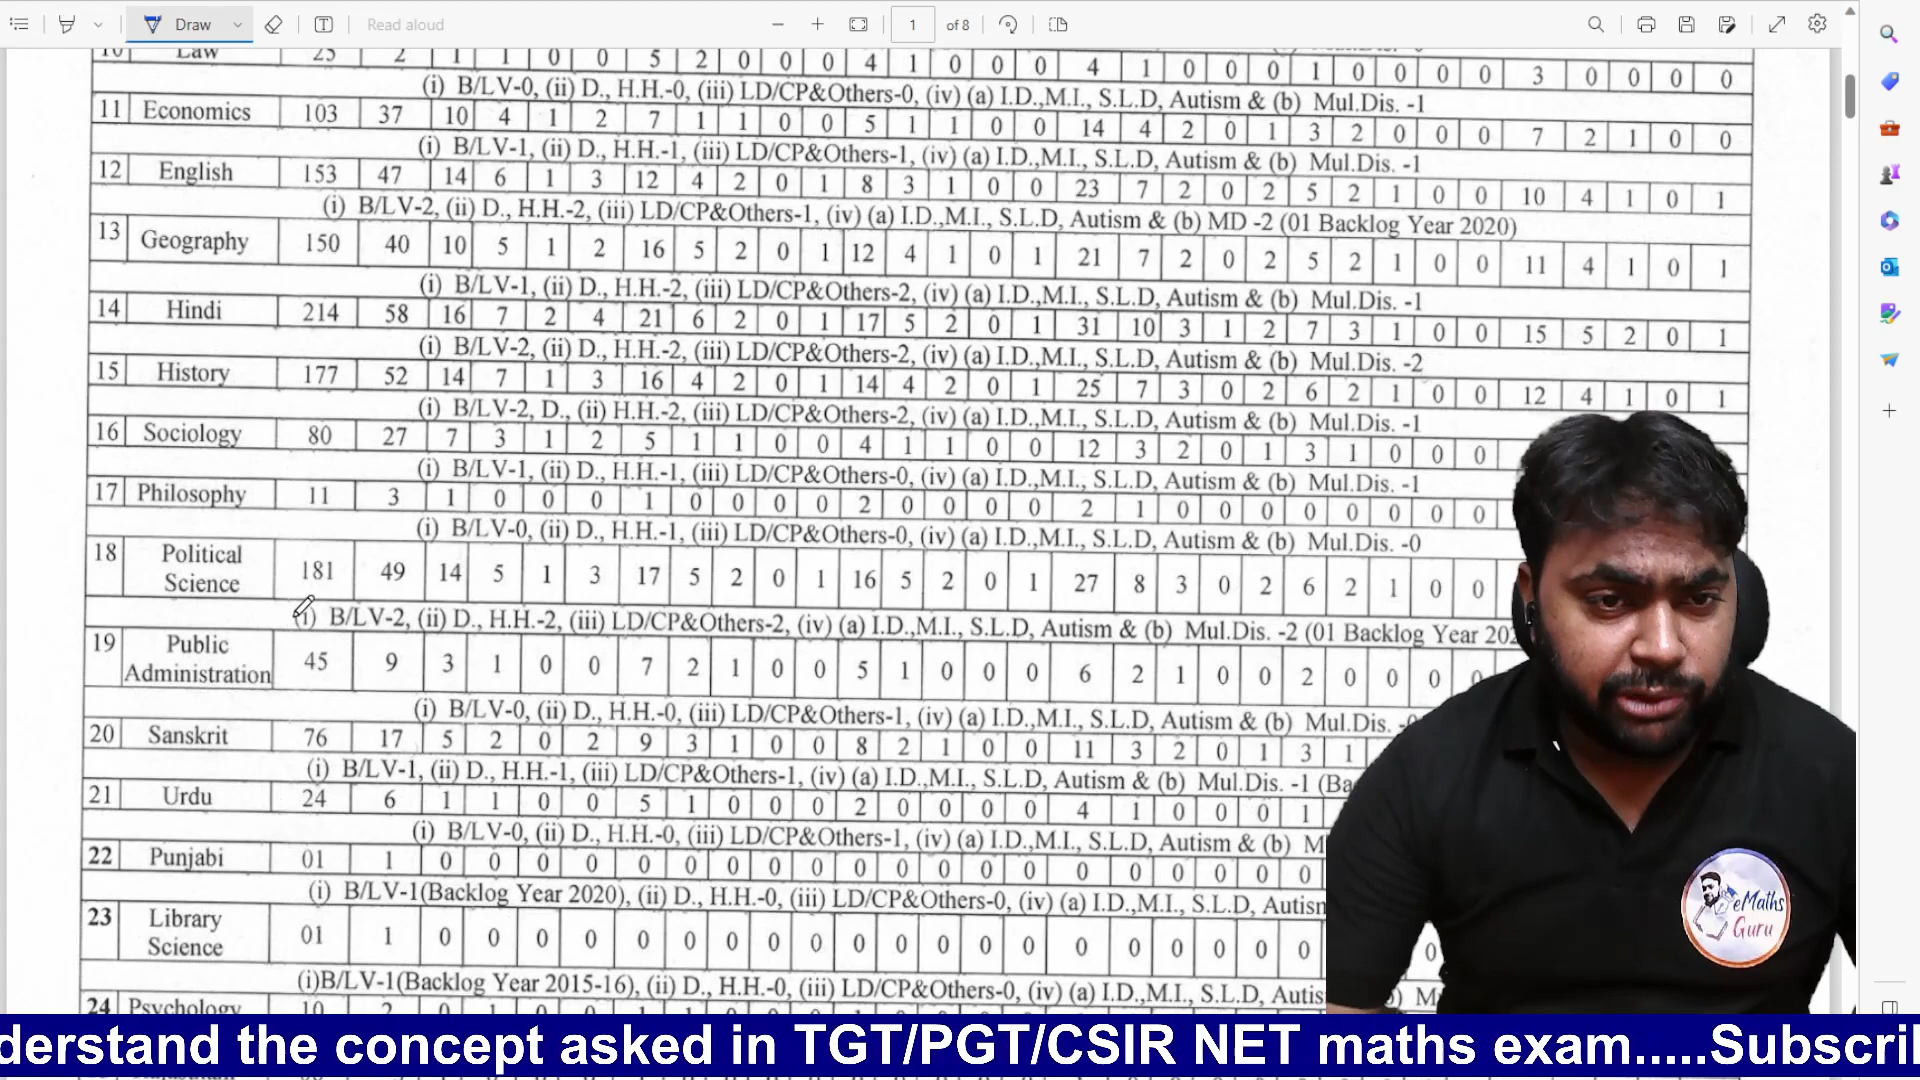 Draw
Read aloud
1 of 8
10 Law 25 2 1 1 0 0 5 2 0 0 0 4 1 0 0 0 4 1 0 0 0 1 0 0 0 0 3 0 0 0 0
(i) B/LV-0, (ii) D., H.H.-0, (iii) LD/CP&Others-0, (iv) (a) I.D.,M.I., S.L.D, Autism & (b) Mul.Dis. -1
11 Economics 103 37 10 4 1 2 7 1 1 0 0 5 1 1 0 0 14 4 2 0 1 3 2 0 0 0 7 2 1 0 0
(i) B/LV-1, (ii) D., H.H.-1, (iii) LD/CP&Others-1, (iv) (a) I.D.,M.I., S.L.D, Autism & (b) Mul.Dis. -1
12 English 153 47 14 6 1 3 12 4 2 0 1 8 3 1 0 0 23 7 2 0 2 5 2 1 0 0 10 4 1 0 1
(i) B/LV-2, (ii) D., H.H.-2, (iii) LD/CP&Others-1, (iv) (a) I.D.,M.I., S.L.D, Autism & (b) MD -2 (01 Backlog Year 2020)
13 Geography 150 40 10 5 1 2 16 5 2 0 1 12 4 1 0 1 21 7 2 0 2 5 2 1 0 0 11 4 1 0 1
(i) B/LV-1, (ii) D., H.H.-2, (iii) LD/CP&Others-2, (iv) (a) I.D.,M.I., S.L.D, Autism & (b) Mul.Dis. -1
14 Hindi 214 58 16 7 2 4 21 6 2 0 1 17 5 2 0 1 31 10 3 1 2 7 3 1 0 0 15 5 2 0 1
(i) B/LV-2, (ii) D., H.H.-2, (iii) LD/CP&Others-2, (iv) (a) I.D.,M.I., S.L.D, Autism & (b) Mul.Dis. -2
15 History 177 52 14 7 1 3 16 4 2 0 1 14 4 2 0 1 25 7 3 0 2 6 2 1 0 0 12 4 1 0 1
(i) B/LV-2, D., (ii) H.H.-2, (iii) LD/CP&Others-2, (iv) (a) I.D.,M.I., S.L.D, Autism & (b) Mul.Dis. -1
16 Sociology 80 27 7 3 1 2 5 1 1 0 0 4 1 1 0 0 12 3 2 0 1 3 1 0 0 0
(i) B/LV-1, (ii) D., H.H.-1, (iii) LD/CP&Others-0, (iv) (a) I.D.,M.I., S.L.D, Autism & (b) Mul.Dis. -1
17 Philosophy 11 3 1 0 0 0 1 0 0 0 0 2 0 0 0 0 2 1 0 0 0 0 0 0 0 0
(i) B/LV-0, (ii) D., H.H.-1, (iii) LD/CP&Others-0, (iv) (a) I.D.,M.I., S.L.D, Autism & (b) Mul.Dis. -0
18 Political Science 181 49 14 5 1 3 17 5 2 0 1 16 5 2 0 1 27 8 3 0 2 6 2 1 0 0
(i) B/LV-2, (ii) D., H.H.-2, (iii) LD/CP&Others-2, (iv) (a) I.D.,M.I., S.L.D, Autism & (b) Mul.Dis. -2 (01 Backlog Year 202
19 Public Administration 45 9 3 1 0 0 7 2 1 0 0 5 1 0 0 0 6 2 1 0 0 2 0 0 0 0
(i) B/LV-0, (ii) D., H.H.-0, (iii) LD/CP&Others-1, (iv) (a) I.D.,M.I., S.L.D, Autism & (b) Mul.Dis.
20 Sanskrit 76 17 5 2 0 2 9 3 1 0 0 8 2 1 0 0 11 3 2 0 1 3 1
(i) B/LV-1, (ii) D., H.H.-1, (iii) LD/CP&Others-1, (iv) (a) I.D.,M.I., S.L.D, Autism & (b) Mul.Dis. -1 (Ba
21 Urdu 24 6 1 1 0 0 5 1 0 0 0 2 0 0 0 0 4 1 0 0 0 1
(i) B/LV-0, (ii) D., H.H.-0, (iii) LD/CP&Others-1, (iv) (a) I.D.,M.I., S.L.D, Autism & (b) M
22 Punjabi 01 1 0 0 0 0 0 0 0 0 0 0 0 0 0 0 0 0 0 0 0 0
(i) B/LV-1(Backlog Year 2020), (ii) D., H.H.-0, (iii) LD/CP&Others-0, (iv) (a) I.D.,M.I., S.L.D, Autism
23 Library Science 01 1 0 0 0 0 0 0 0 0 0 0 0 0 0 0 0 0 0 0 0 0 0
(i)B/LV-1(Backlog Year 2015-16), (ii) D., H.H.-0, (iii) LD/CP&Others-0, (iv) (a) I.D.,M.I., S.L.D, Autis ) M
24 Psychology 10 2
eMaths
Guru
derstand the concept asked in TGT/PGT/CSIR NET maths exam.....Subscri